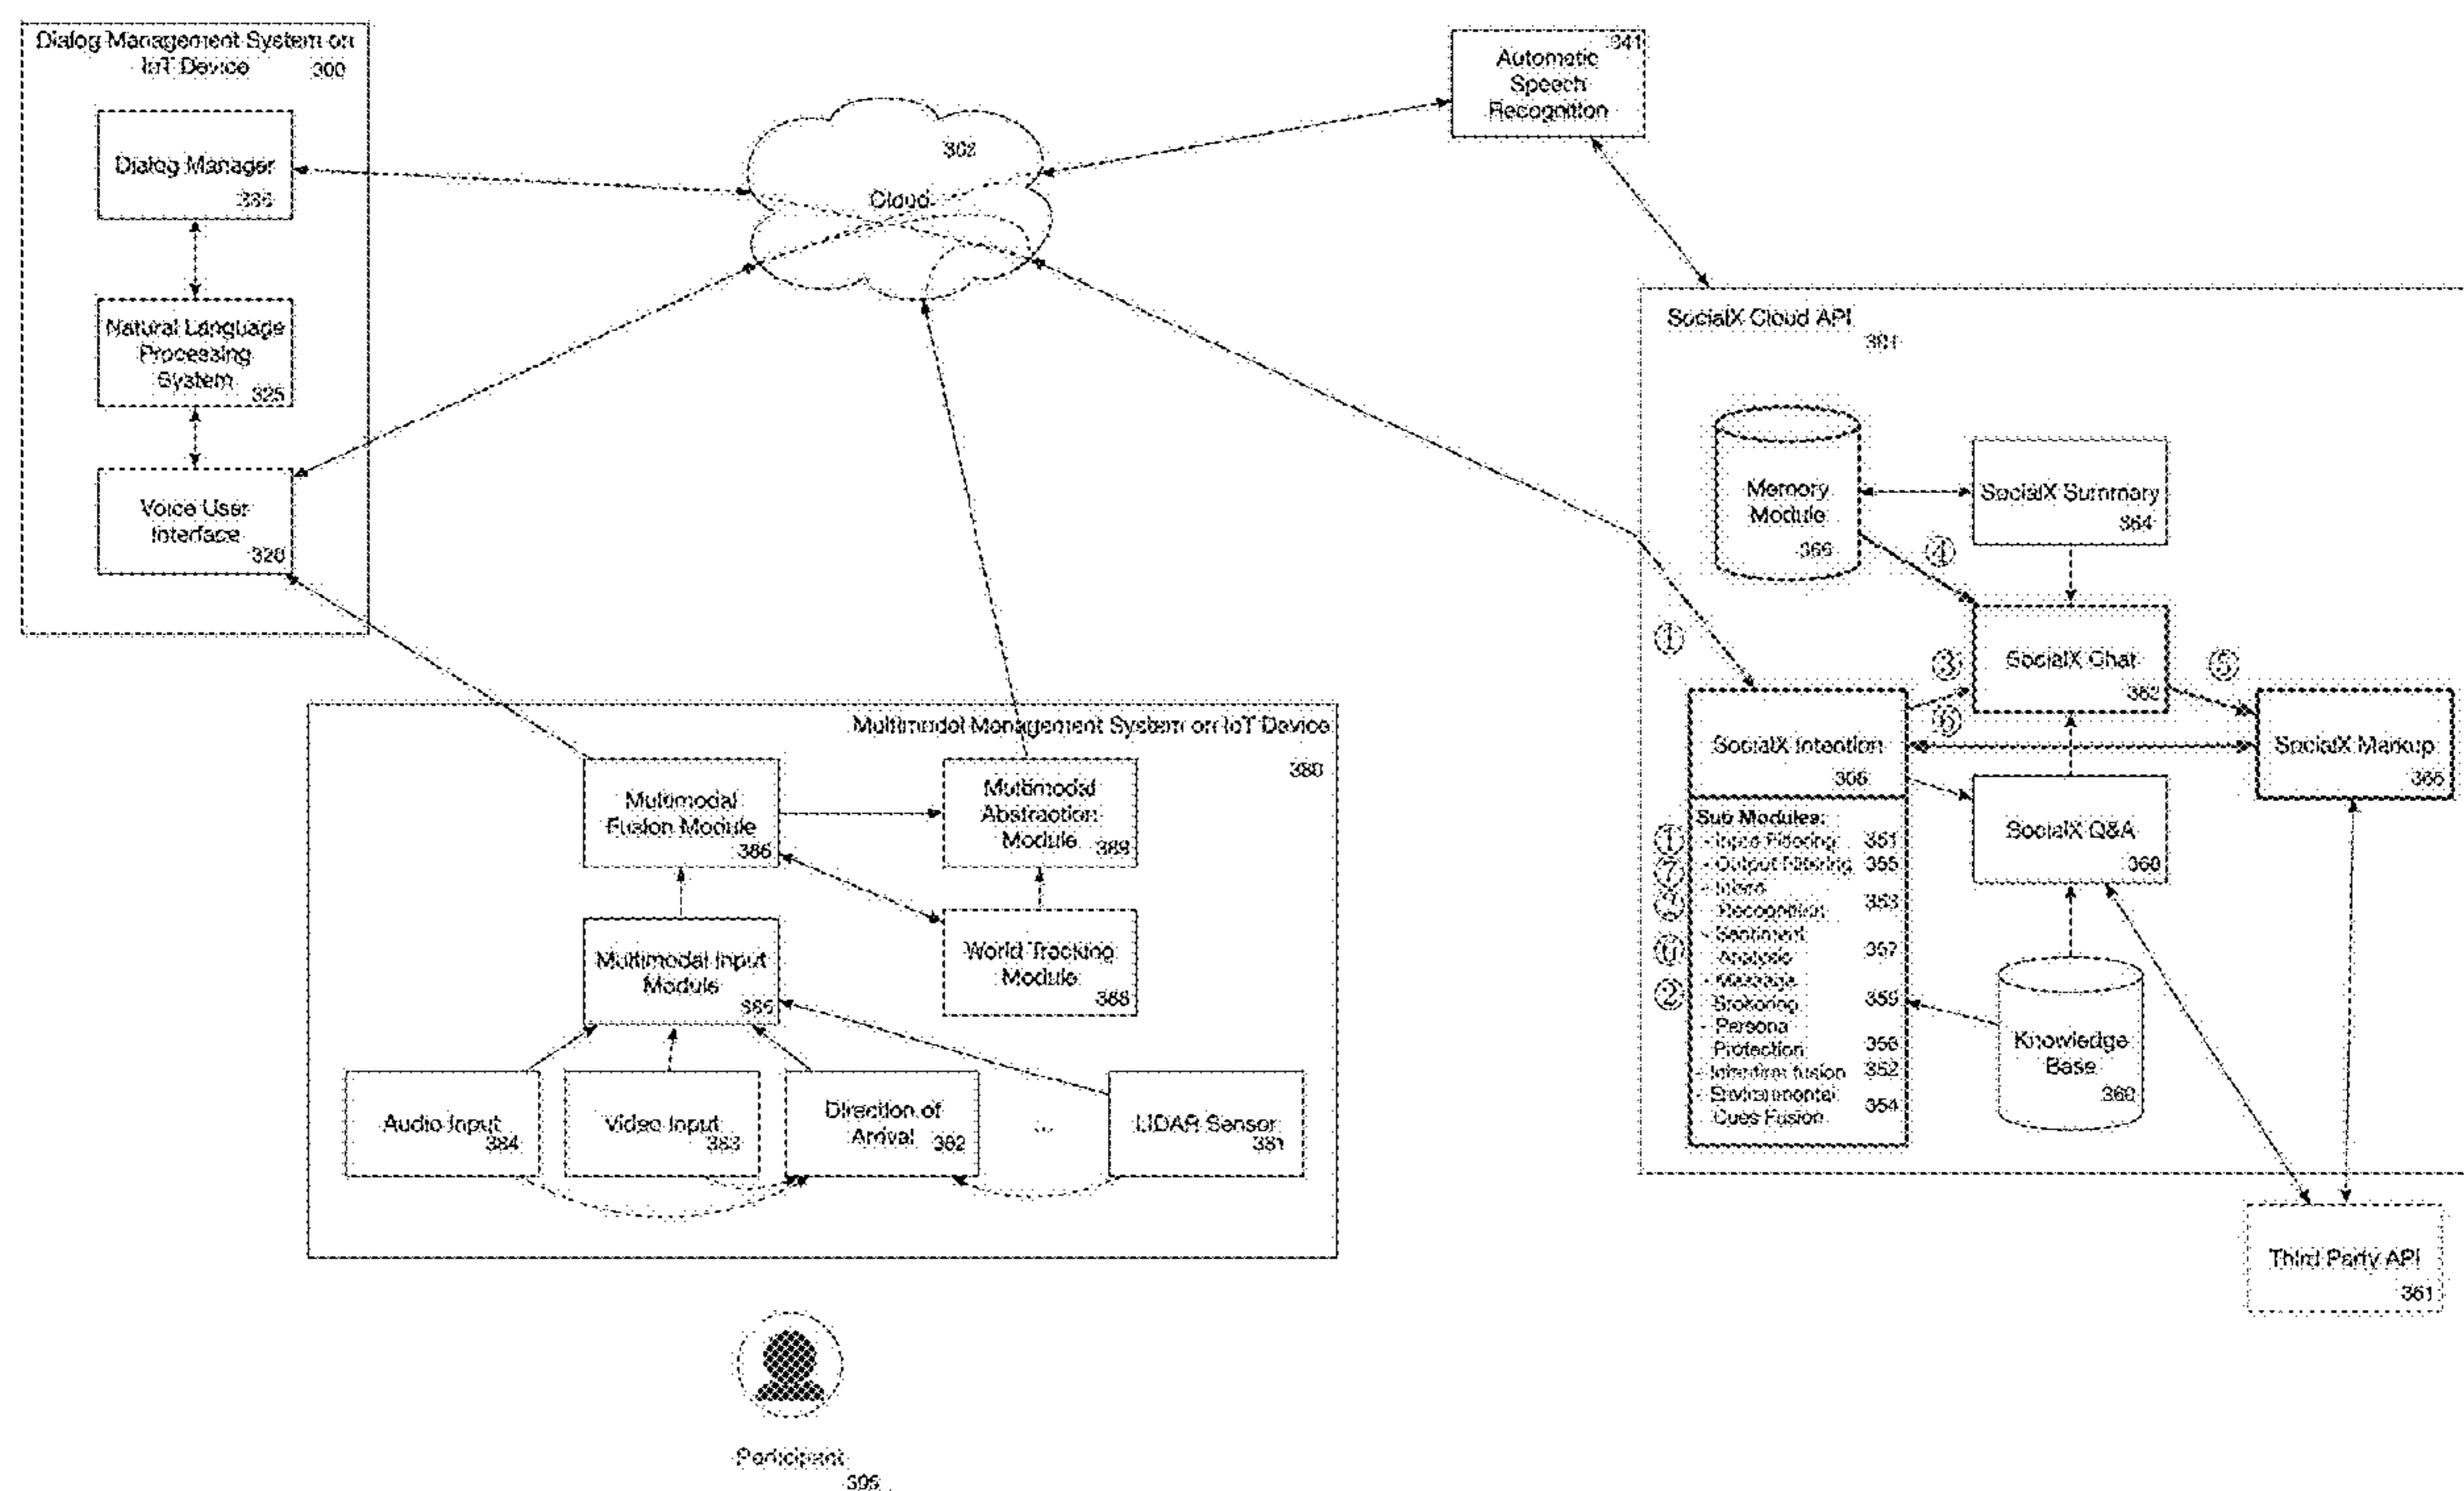 Dialog Management System on
IoT Device 300
Dialog Manager
335
Natural Language
Processing
System 325
Voice User
Interface
320
302
Cloud
341
Automatic
Speech
Recognition
SocialX Cloud API
301
Memory
Module
366
SocialX Summary
364
④
①
③
SocialX Chat
362
⑤
⑥
SocialX Intention
305
SocialX Markup
365
Sub Modules:
① - Input Filtering 351
⑦ - Output Filtering 355
Recognition 353
- Sentiment
⑥ Analysis 357
- Message
② Brokering 359
- Persona
Protection 356
- Intention fusion 352
- Environmental
Cues Fusion 354
SocialX Q&A
368
Knowledge
Base
360
Third Party API
361
Multimodel Management System on IoT Device
380
Multimodal
Fusion Module
386
Multimodal
Abstraction
Module 389
Multimodal Input
Module
385
World Tracking
Module
388
Audio Input
384
Video Input
383
Direction of
Arrival 382
...
LIDAR Sensor
381
Participant
395